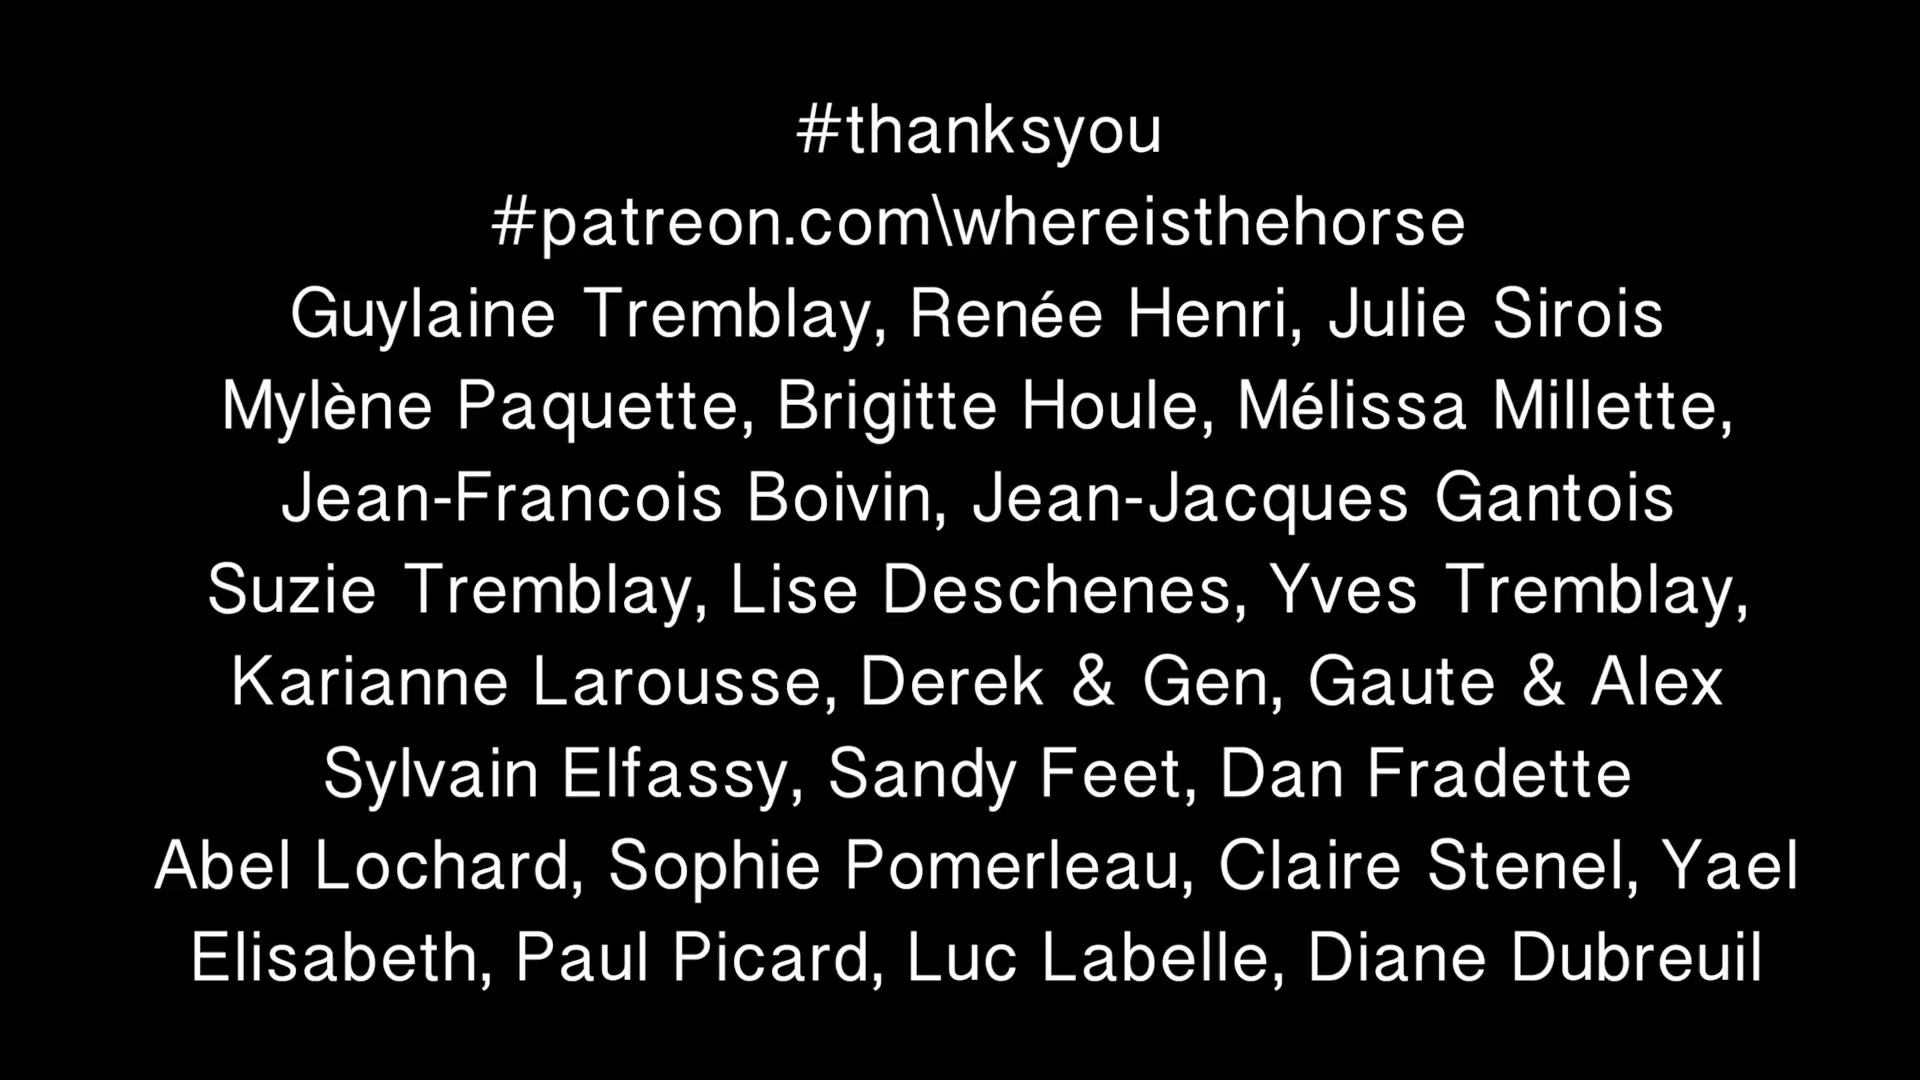 #thanksyou
#patreon.com\whereisthehorse
Guylaine Tremblay, Renée Henri, Julie Sirois
Mylène Paquette, Brigitte Houle, Mélissa Millette,
Jean-Francois Boivin, Jean-Jacques Gantois
Suzie Tremblay, Lise Deschenes, Yves Tremblay,
Karianne Larousse, Derek & Gen, Gaute & Alex
Sylvain Elfassy, Sandy Feet, Dan Fradette
Abel Lochard, Sophie Pomerleau, Claire Stenel, Yael
Elisabeth, Paul Picard, Luc Labelle, Diane Dubreuil